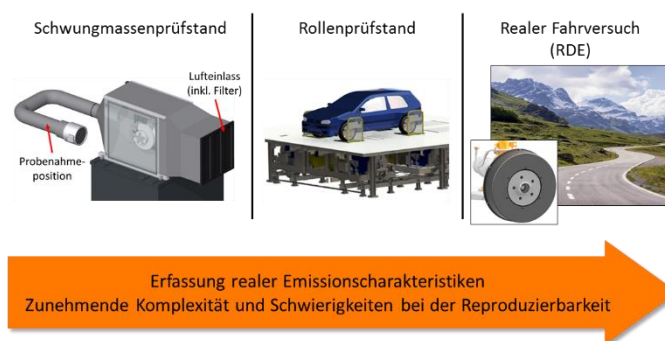 Schwungmassenprüfstand
Lufteinlass
(inkl. Filter)
Probenahme-
position
Rollenprüfstand
Realer Fahrversuch
(RDE)
Erfassung realer Emissionscharakteristiken
Zunehmende Komplexität und Schwierigkeiten bei der Reproduzierbarkeit